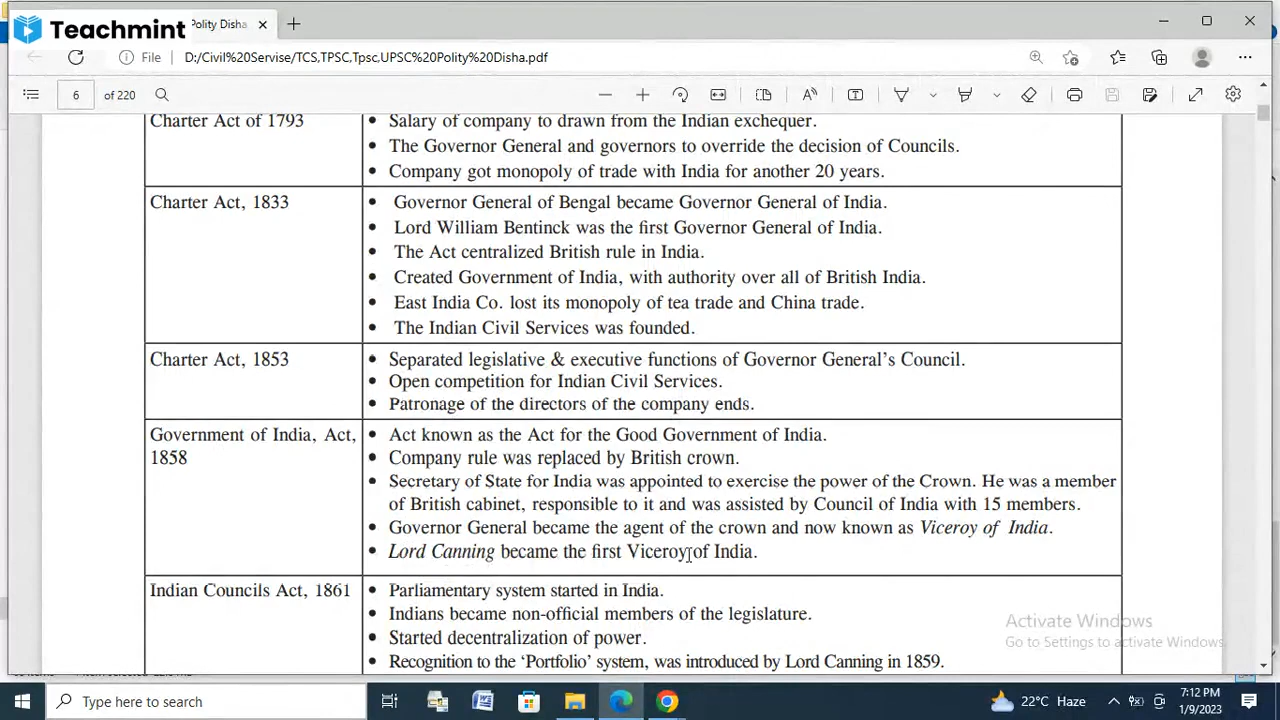 Teachmint
Polity Disha
File D:/Civil%20Servise/TCS,TPSC,Tpsc,UPSC%20Polity%20Disha.pdf
6 of 220
Charter Act of 1793
• Salary of company to drawn from the Indian exchequer.
• The Governor General and governors to override the decision of Councils.
• Company got monopoly of trade with India for another 20 years.
Charter Act, 1833
• Governor General of Bengal became Governor General of India.
• Lord William Bentinck was the first Governor General of India.
• The Act centralized British rule in India.
• Created Government of India, with authority over all of British India.
• East India Co. lost its monopoly of tea trade and China trade.
• The Indian Civil Services was founded.
Charter Act, 1853
• Separated legislative & executive functions of Governor General's Council.
• Open competition for Indian Civil Services.
• Patronage of the directors of the company ends.
Government of India, Act,
1858
• Act known as the Act for the Good Government of India.
• Company rule was replaced by British crown.
• Secretary of State for India was appointed to exercise the power of the Crown. He was a member
of British cabinet, responsible to it and was assisted by Council of India with 15 members.
• Governor General became the agent of the crown and now known as Viceroy of India.
• Lord Canning became the first Viceroy of India.
Indian Councils Act, 1861
• Parliamentary system started in India.
• Indians became non-official members of the legislature.
• Started decentralization of power.
• Recognition to the 'Portfolio' system, was introduced by Lord Canning in 1859.
Activate Windows
Go to Settings to activate Windows.
Type here to search
22°C Haze
7:12 PM
1/9/2023